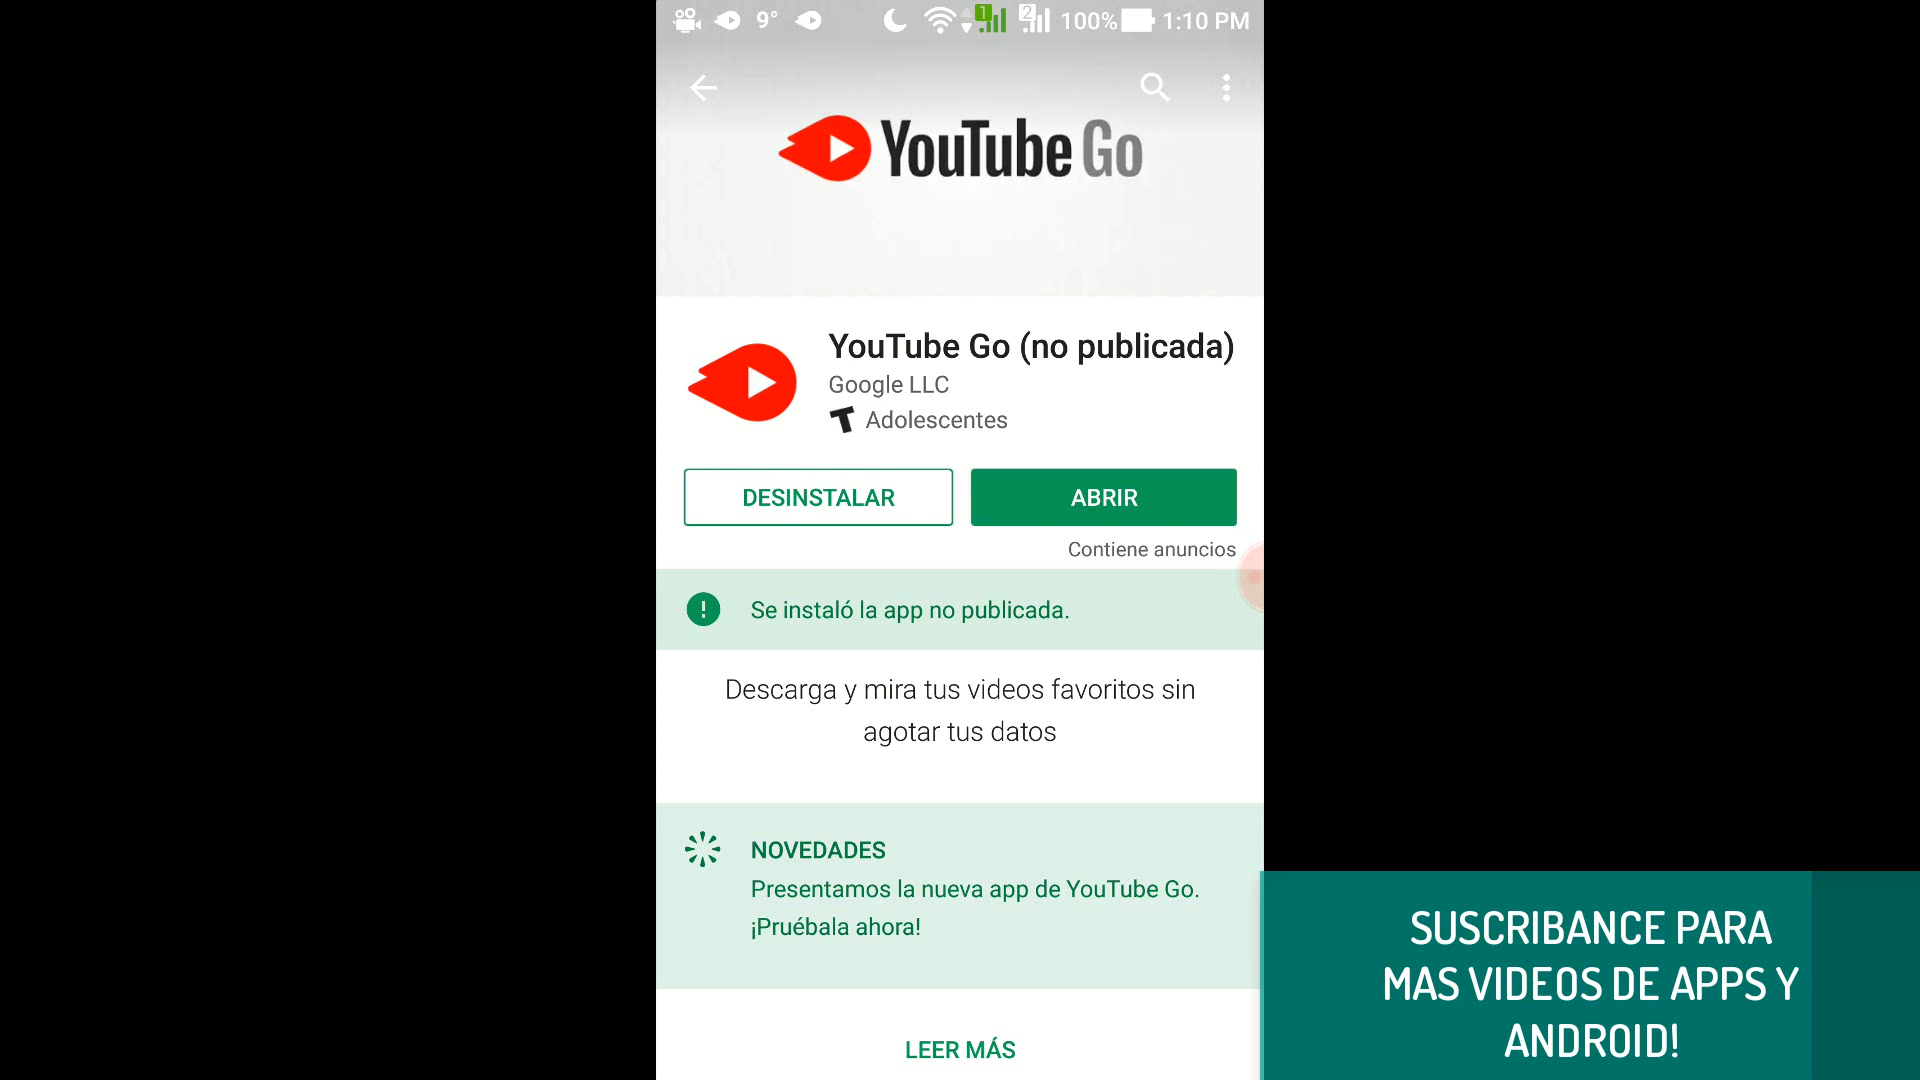 9° 1 2 100% 1:10 PM
YouTube Go
YouTube Go (no publicada)
Google LLC
T Adolescentes
DESINSTALAR
ABRIR
Contiene anuncios
! Se instaló la app no publicada.
Descarga y mira tus videos favoritos sin
agotar tus datos
NOVEDADES
Presentamos la nueva app de YouTube Go.
¡Pruébala ahora!
LEER MÁS
SUSCRIBANCE PARA
MAS VIDEOS DE APPS Y
ANDROID!